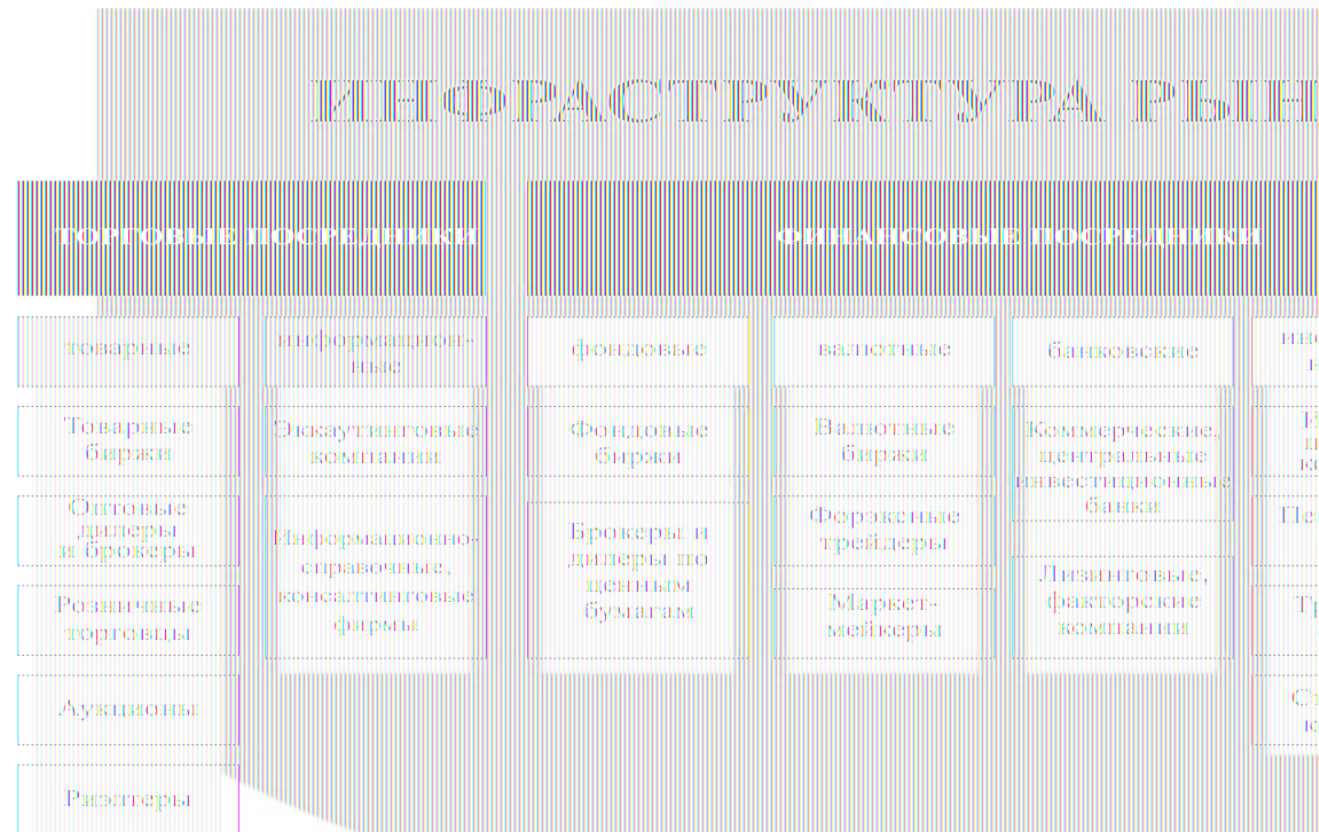 ИНФРАСТРУКТУРА РЫН
ТОРГОВЫЕ ПОСРЕДНИКИ
ФИНАНСОВЫЕ ПОСРЕДНИКИ
товарные
информацион-
ные
фондовые
валютные
банковские
Товарные
биржи
Оптовые
дилеры
и брокеры
Розничные
торговцы
Аукционы
Риэлтеры
Эккаутинговые
компании
Информационно-
справочные,
консалтинговые
фирмы
Фондовые
биржи
Брокеры и
дилеры по
ценным
бумагам
Валютные
биржи
Форэксные
трейдеры
Маркет-
мейкеры
Коммерческие,
центральные
инвестиционные
банки
Лизинговые,
факторские
компании